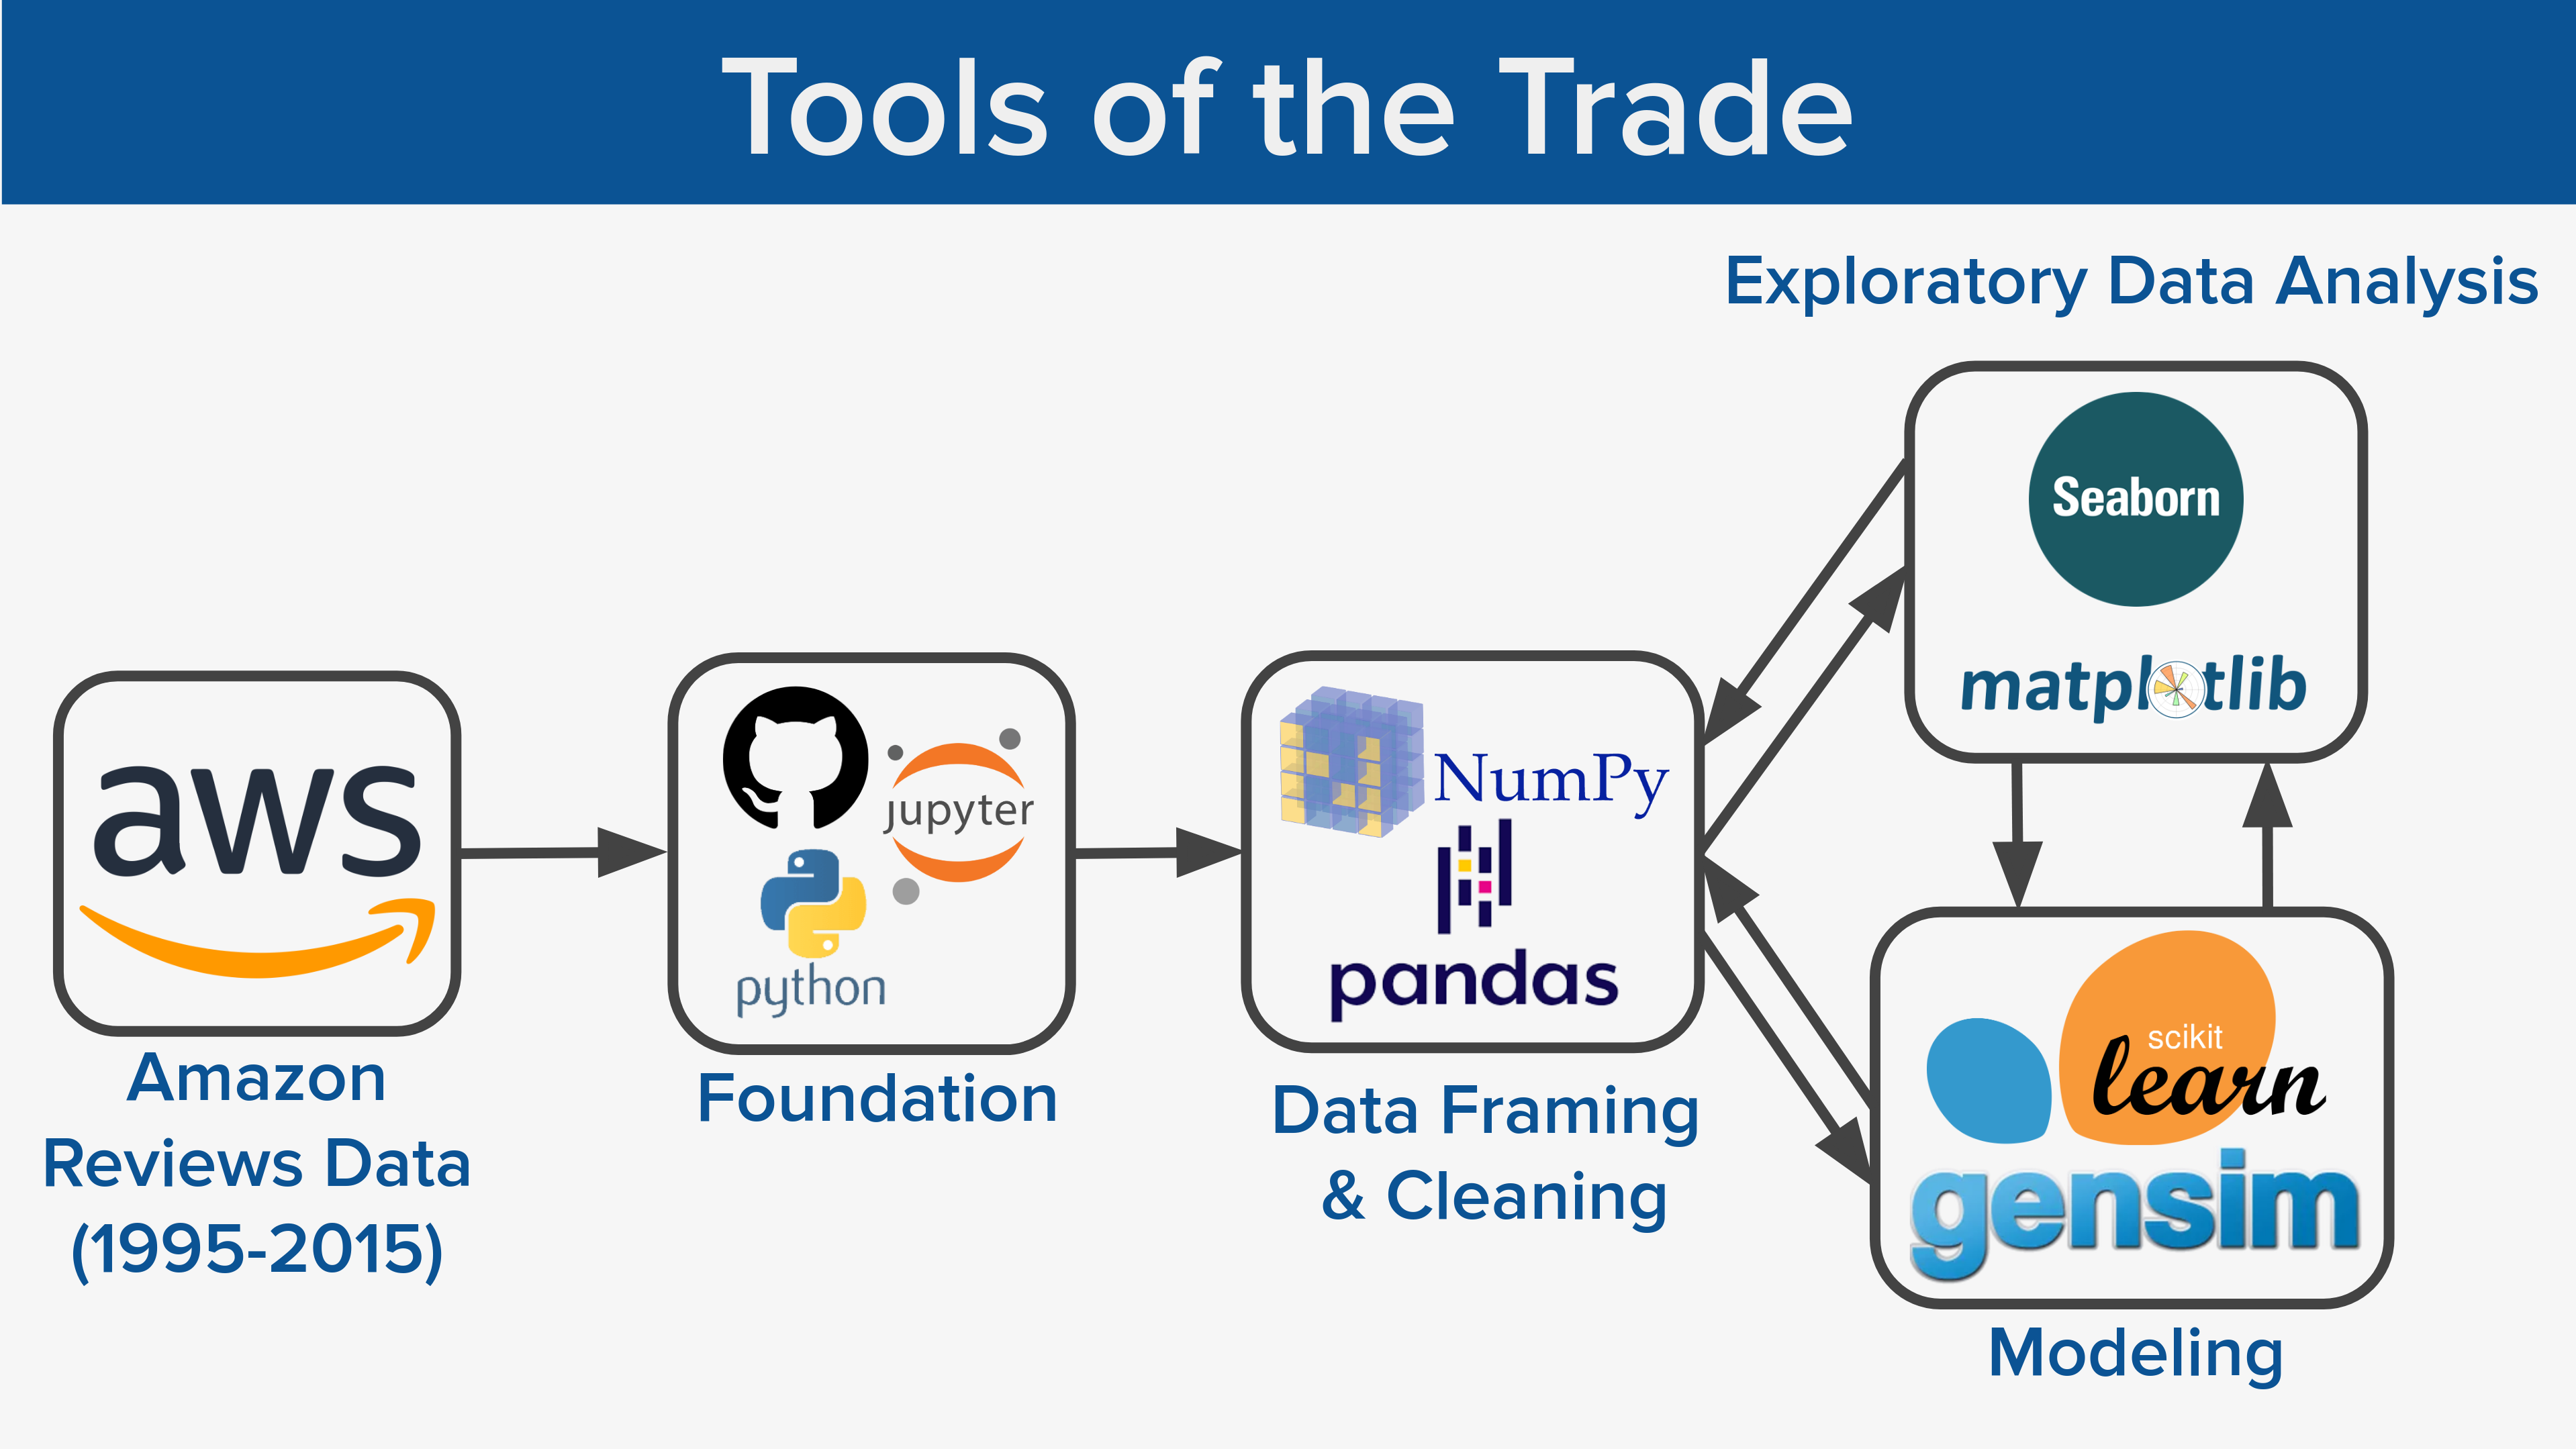 Tools of the Trade
Exploratory Data Analysis
Seaborn
matplotlib
aws
Amazon
Reviews Data
(1995-2015)
jupyter
python
Foundation
NumPy
pandas
Data Framing
& Cleaning
scikit
learn
gensim
Modeling